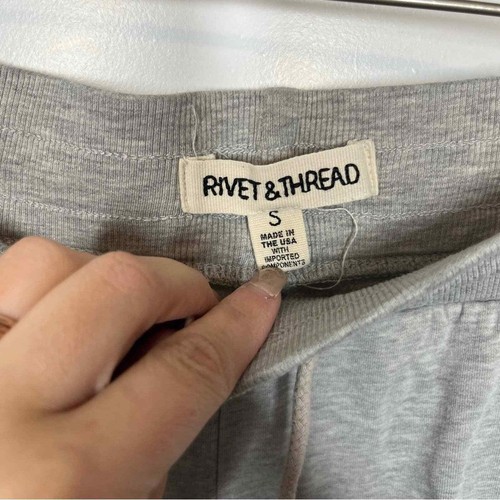 RIVET & THREAD
S
MADE IN
THE USA
WITH
IMPORTED
COMPONENTS